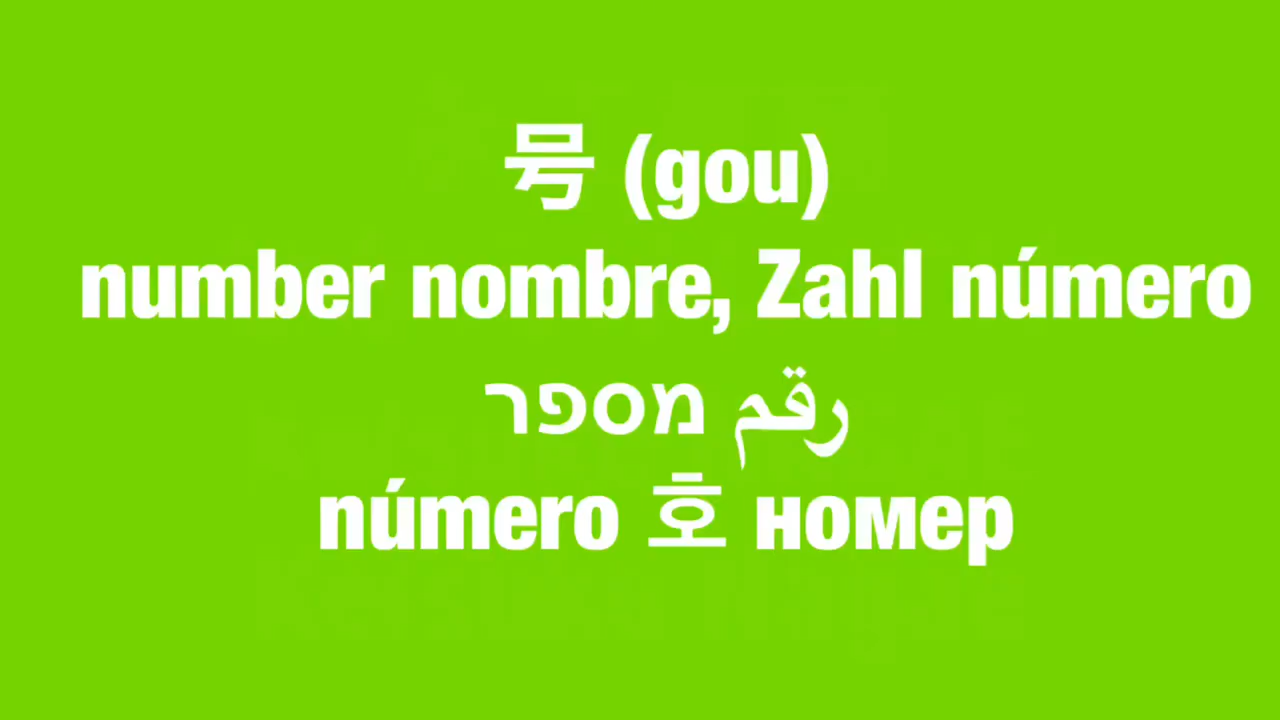 号 (gou)
number nombre, Zahl número
رقم מספר
número 호 номер